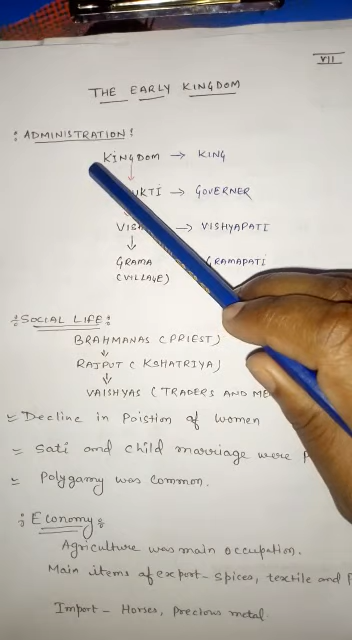 VII
THE EARLY KINGDOM
ADMINISTRATION:
KINGDOM → KING
→ GOVERNER
→ VISHYAPATI
GRAMA GRAMAPATI
(VILLAGE)
:SOCIAL LIFE:
BRAHMANAS (PRIEST)
RAJPUT ( KSHATRIYA)
VAISHYAS ( TRADERS AND
= Decline in Poistion of women
= Sati and Child marriage were
= Polygamy was common.
: Economy:
Agriculture was main occupation.
Main items of export - spices, textile and
Import - Horses, precious metal.